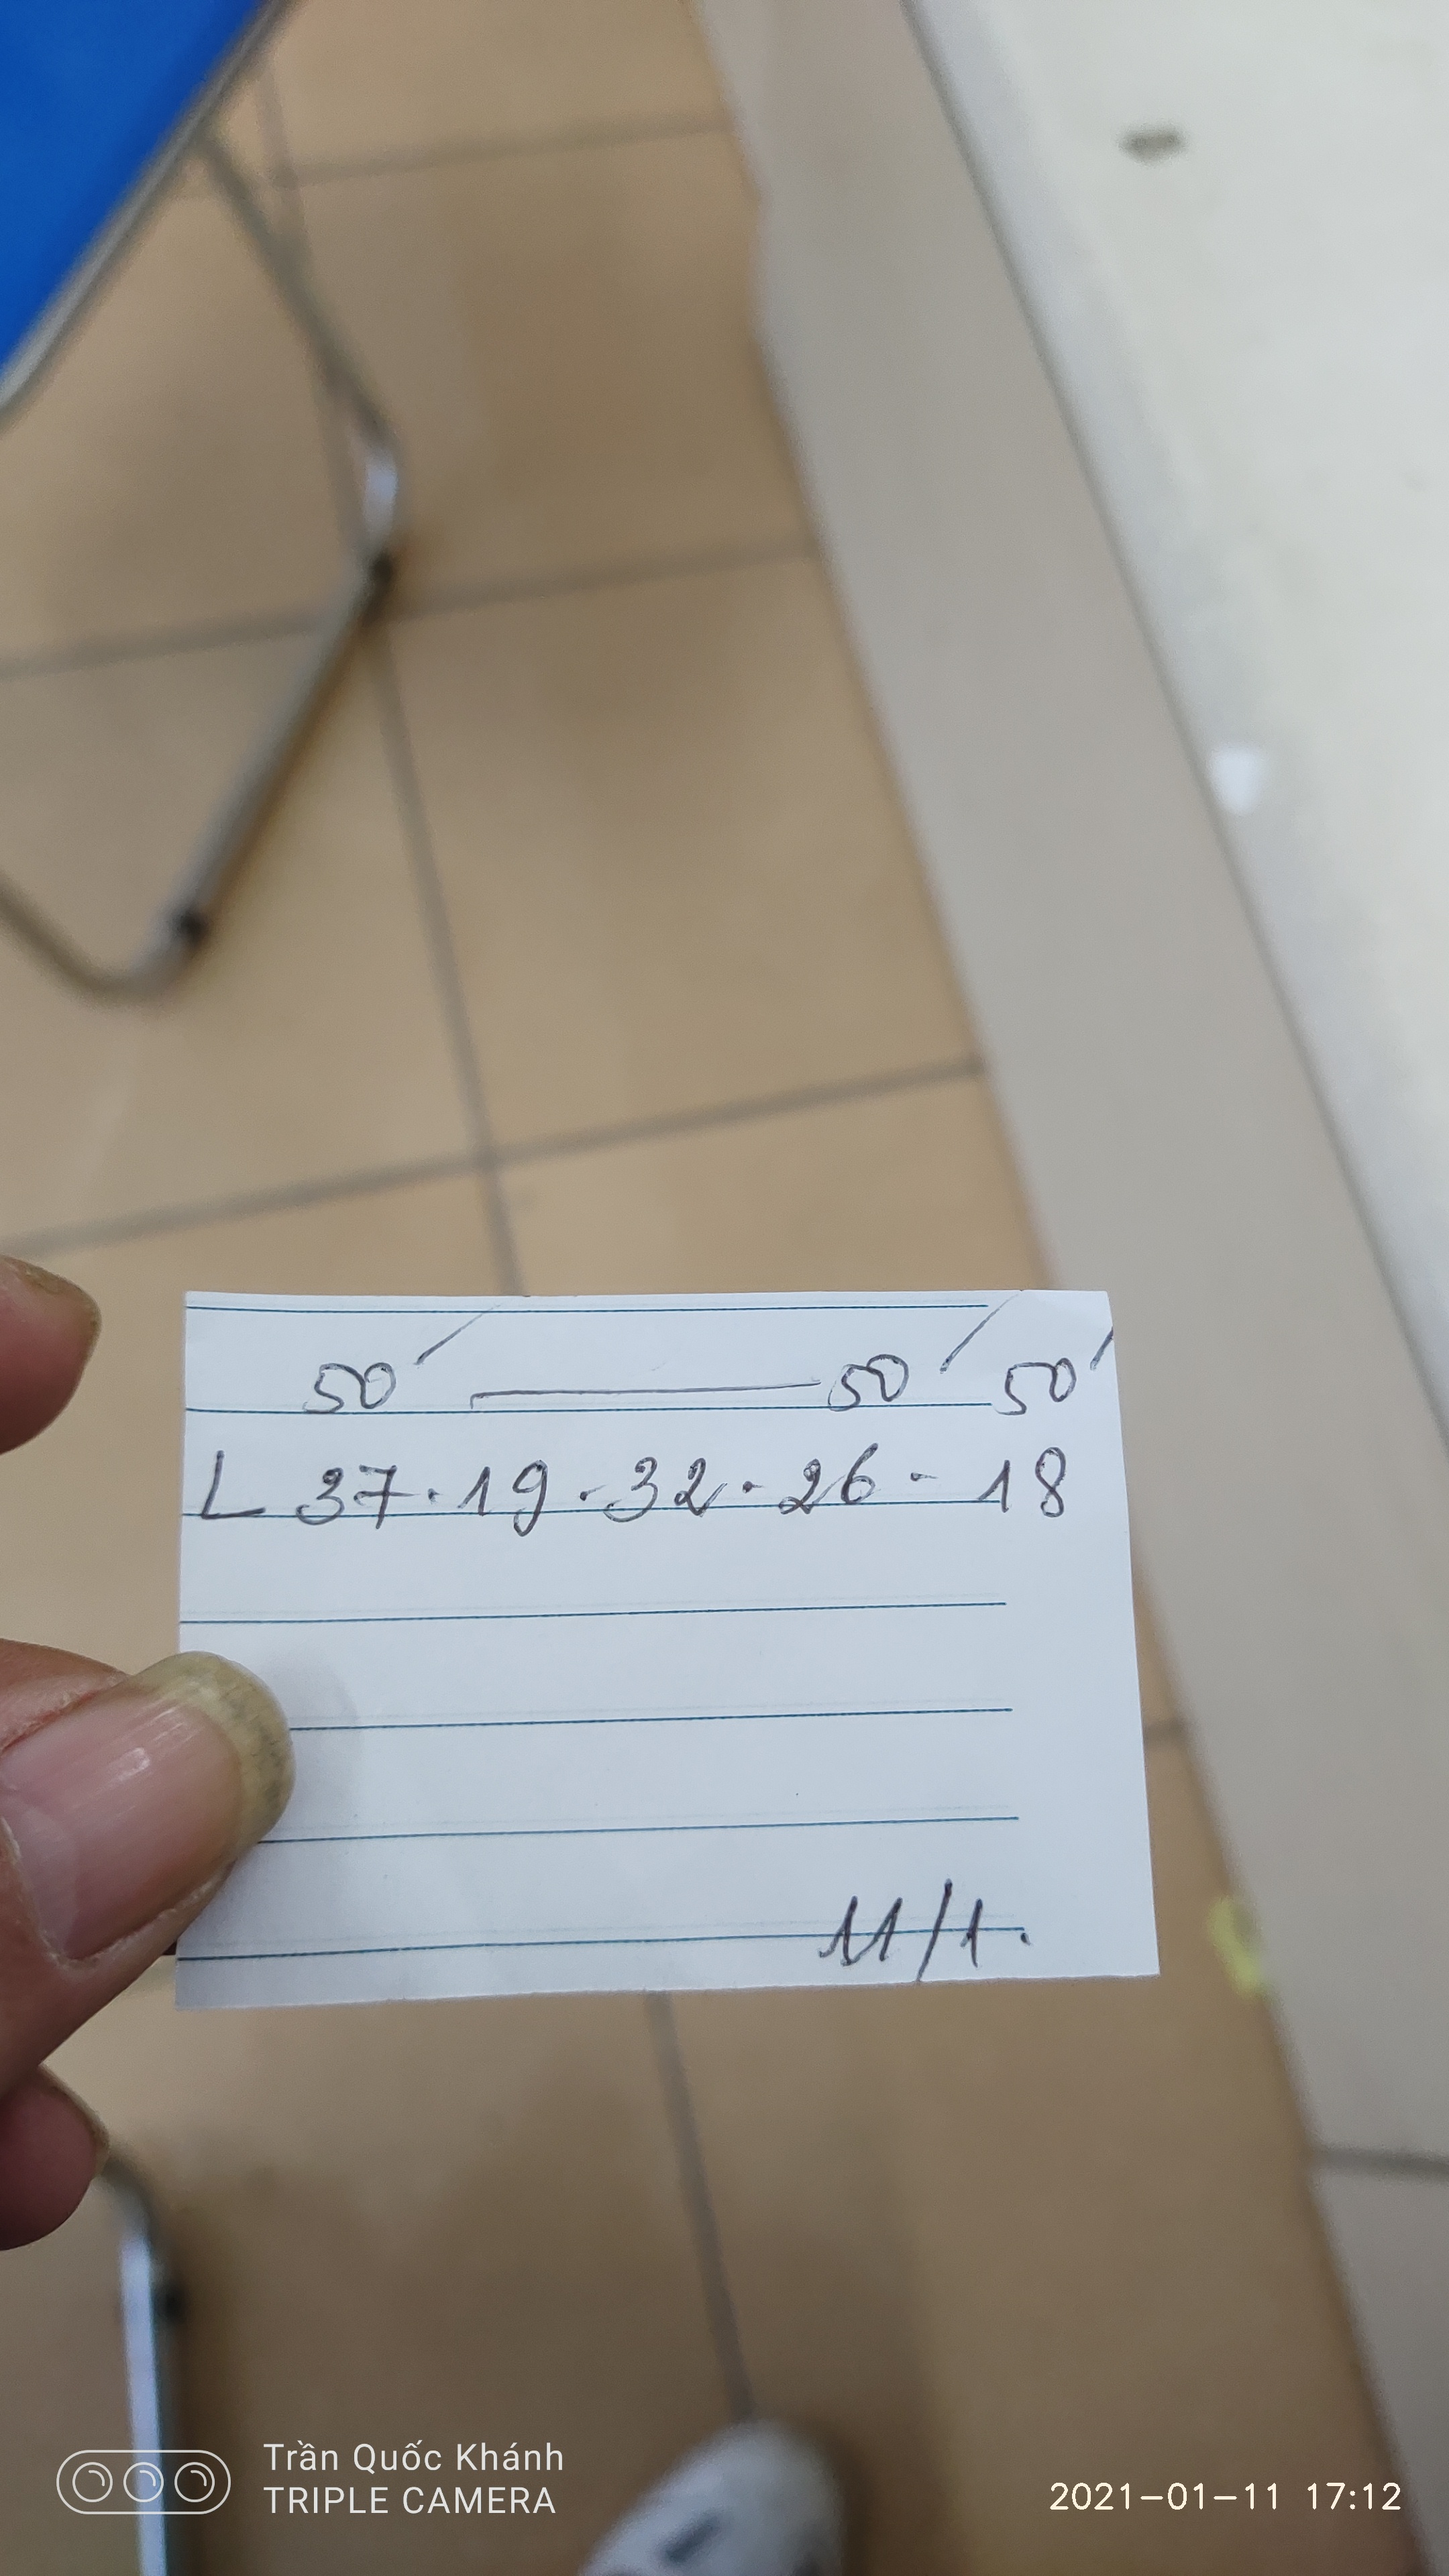 50' — 50' 50'
L 37.19.32.26 - 18
11/1.
Trần Quốc Khánh
TRIPLE CAMERA
2021-01-11 17:12